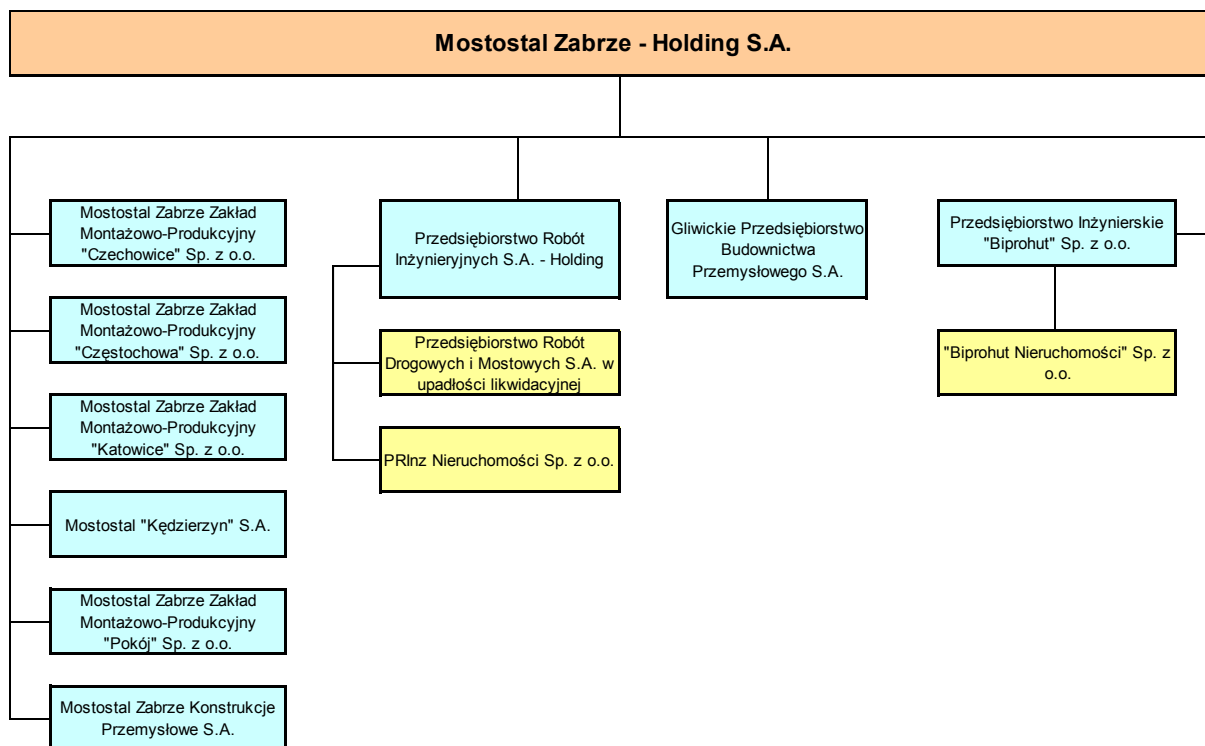 Mostostal Zabrze - Holding S.A.
Mostostal Zabrze Zakład
Montażowo-Produkcyjny
"Czechowice" Sp. z o.o.
Mostostal Zabrze Zakład
Montażowo-Produkcyjny
"Częstochowa" Sp. z o.o.
Mostostal Zabrze Zakład
Montażowo-Produkcyjny
"Katowice" Sp. z o.o.
Mostostal "Kędzierzyn" S.A.
Mostostal Zabrze Zakład
Montażowo-Produkcyjny
"Pokój" Sp. z o.o.
Mostostal Zabrze Konstrukcje
Przemysłowe S.A.
Przedsiębiorstwo Robót
Inżynieryjnych S.A. - Holding
Przedsiębiorstwo Robót
Drogowych i Mostowych S.A. w
upadłości likwidacyjnej
PRInz Nieruchomości Sp. z o.o.
Gliwickie Przedsiębiorstwo
Budownictwa
Przemysłowego S.A.
Przedsiębiorstwo Inżynierskie
"Biprohut" Sp. z o.o.
"Biprohut Nieruchomości" Sp. z
o.o.